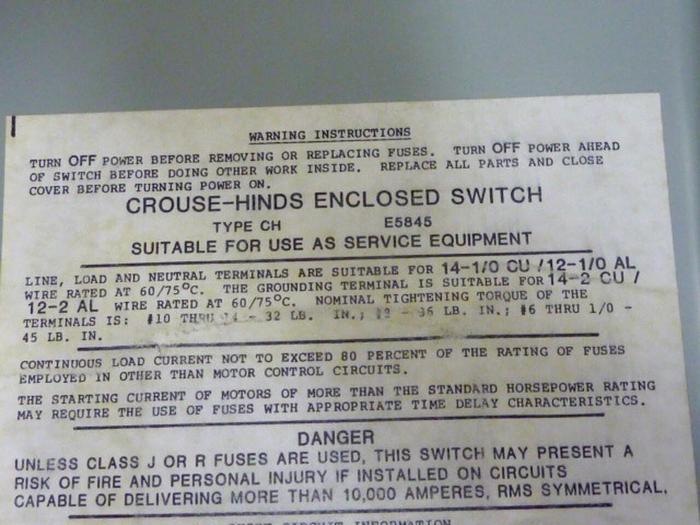 WARNING INSTRUCTIONS
TURN OFF POWER BEFORE REMOVING OR REPLACING FUSES. TURN OFF POWER AHEAD
OF SWITCH BEFORE DOING OTHER WORK INSIDE. REPLACE ALL PARTS AND CLOSE
COVER BEFORE TURNING POWER ON.
CROUSE-HINDS ENCLOSED SWITCH
TYPE CH E5845
SUITABLE FOR USE AS SERVICE EQUIPMENT
LINE, LOAD AND NEUTRAL TERMINALS ARE SUITABLE FOR 14-1/0 CU /12-1/0 AL
WIRE RATED AT 60/75°C. THE GROUNDING TERMINAL IS SUITABLE FOR 14-2 CU /
12-2 AL WIRE RATED AT 60/75°C. NOMINAL TIGHTENING TORQUE OF THE
TERMINALS IS: #10 THRU - 32 LB. IN.; - LB. IN.; #6 THRU 1/0 -
45 LB. IN.
CONTINUOUS LOAD CURRENT NOT TO EXCEED 80 PERCENT OF THE RATING OF FUSES
EMPLOYED IN OTHER THAN MOTOR CONTROL CIRCUITS.
THE STARTING CURRENT OF MOTORS OF MORE THAN THE STANDARD HORSEPOWER RATING
MAY REQUIRE THE USE OF FUSES WITH APPROPRIATE TIME DELAY CHARACTERISTICS.
DANGER
UNLESS CLASS J OR R FUSES ARE USED, THIS SWITCH MAY PRESENT A
RISK OF FIRE AND PERSONAL INJURY IF INSTALLED ON CIRCUITS
CAPABLE OF DELIVERING MORE THAN 10,000 AMPERES, RMS SYMMETRICAL.
CIRCUIT INFORMATION